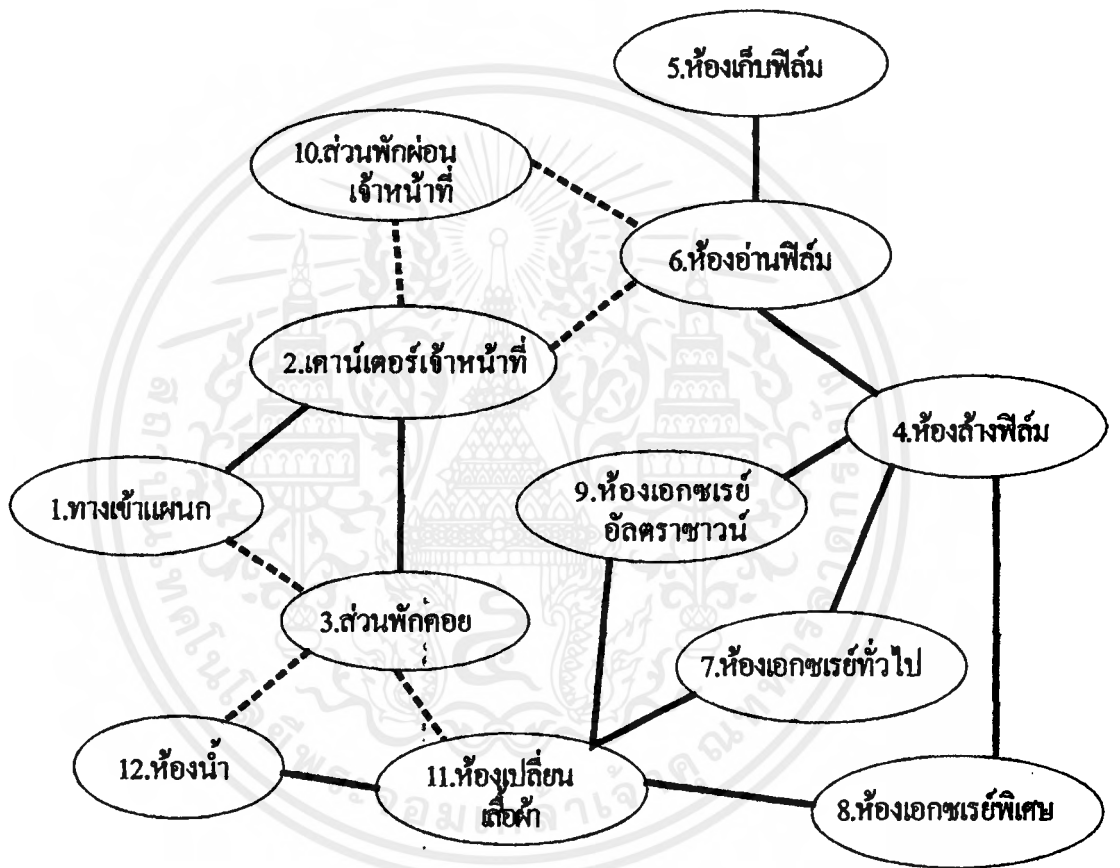 5.ห้องเก็บฟิล์ม
10.ส่วนพักผ่อน
เจ้าหน้าที่
6.ห้องอ่านฟิล์ม
2.เคาน์เตอร์เจ้าหน้าที่
4.ห้องล้างฟิล์ม
9.ห้องเอกซเรย์
อัลตราซาวน์
1.ทางเข้าแผนก
3.ส่วนพักคอย
7.ห้องเอกซเรย์ทั่วไป
12.ห้องน้ำ
11.ห้องเปลี่ยน
เสื้อผ้า
8.ห้องเอกซเรย์พิเศษ